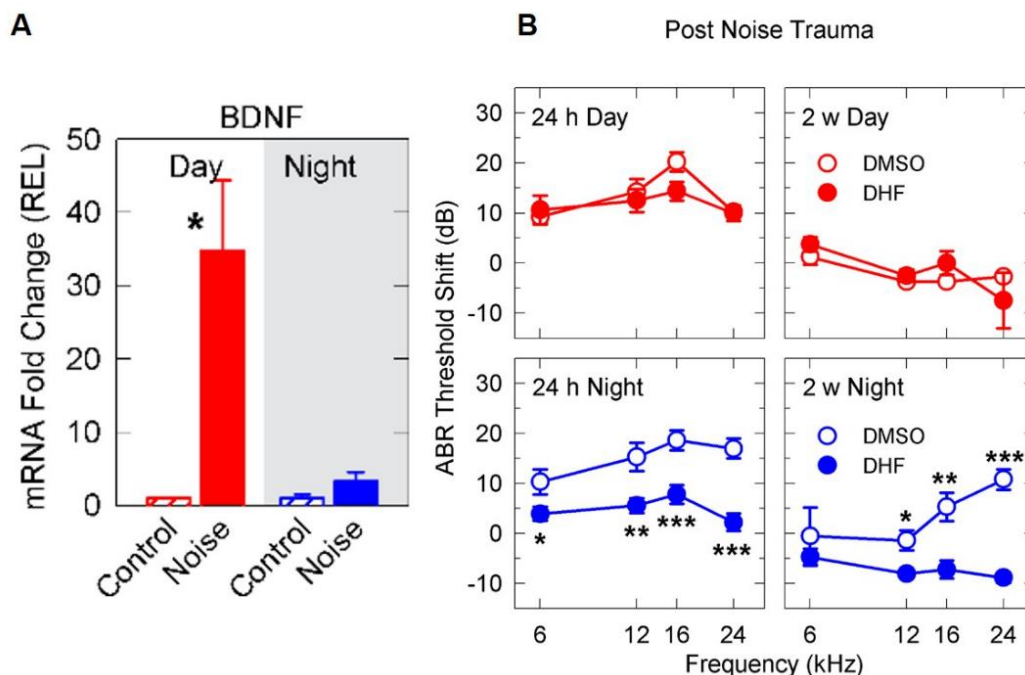 A
BDNF
Day
Night
mRNA Fold Change (REL)
50
40
30
20
10
0
*
Control
Noise
Control
Noise
B
Post Noise Trauma
ABR Threshold Shift (dB)
24 h Day
30
20
10
0
-10
2 w Day
DMSO
DHF
24 h Night
30
20
10
0
-10
* ** *** ***
2 w Night
DMSO
DHF
* ** ***
6 12 16 24
6 12 16 24
Frequency (kHz)